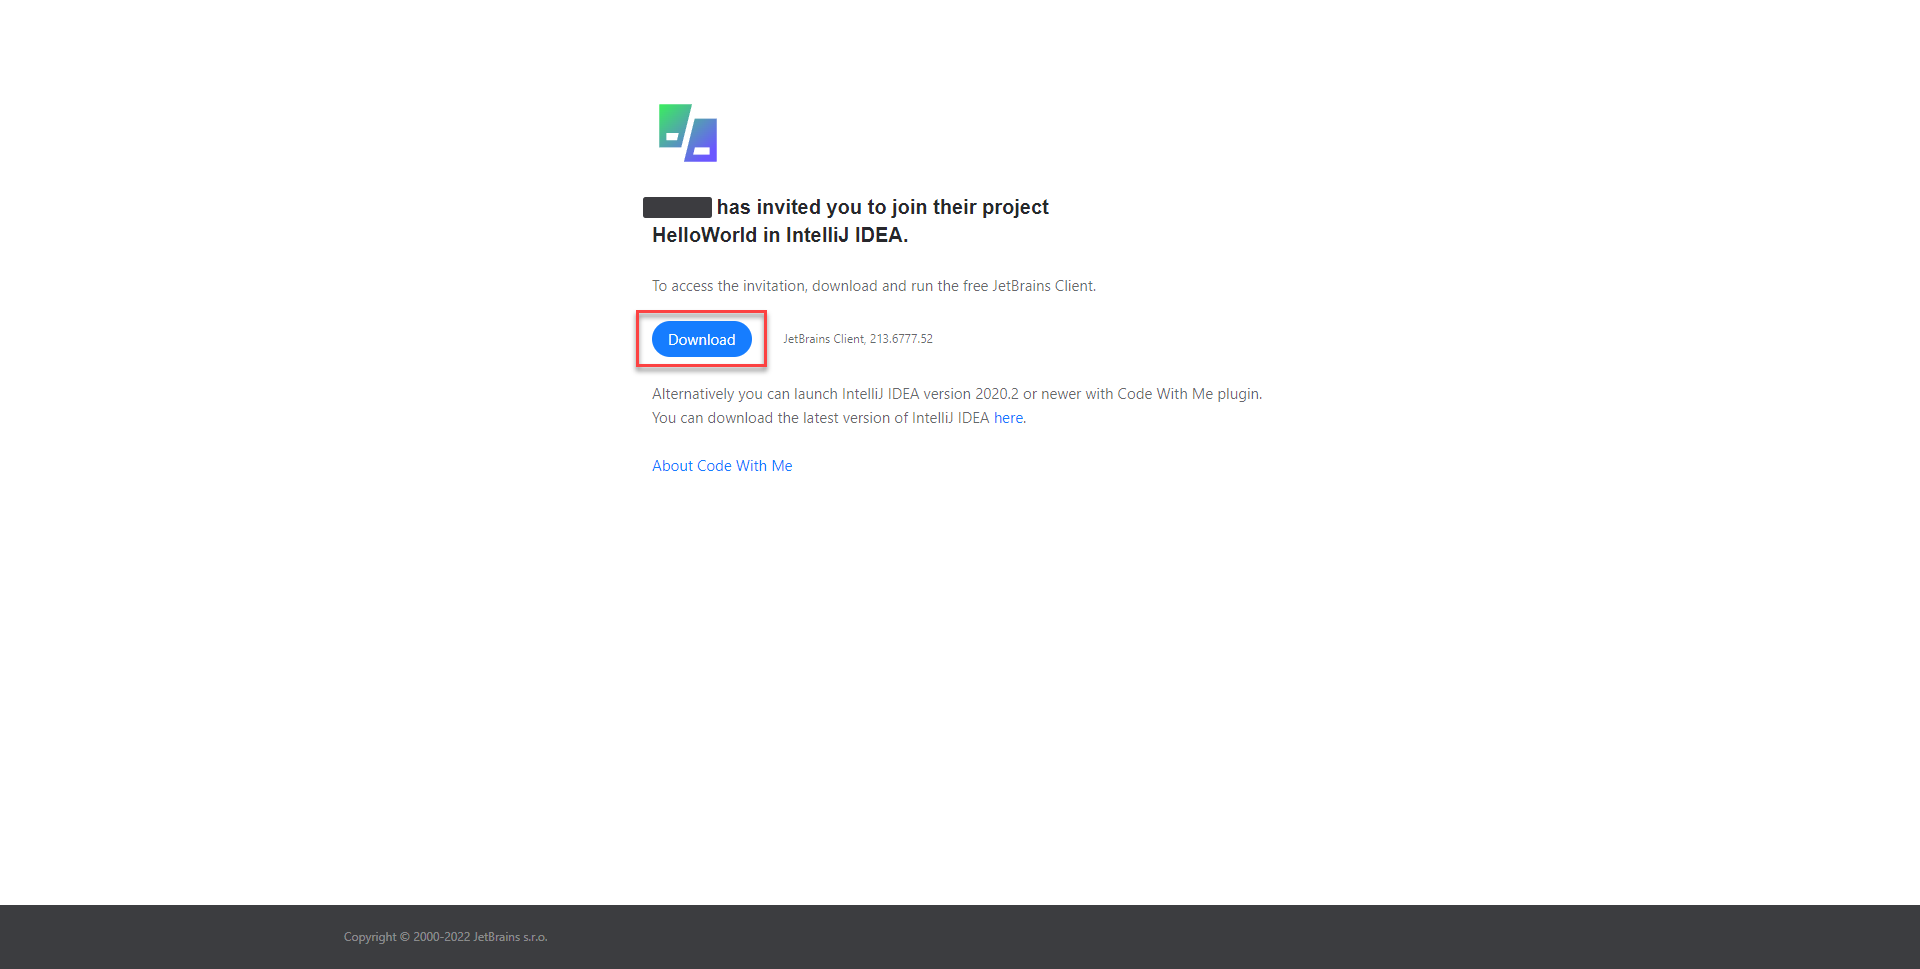 has invited you to join their project
HelloWorld in IntelliJ IDEA.
To access the invitation, download and run the free JetBrains Client.
Download
JetBrains Client, 213.6777.52
Alternatively you can launch IntelliJ IDEA version 2020.2 or newer with Code With Me plugin.
You can download the latest version of IntelliJ IDEA here.
About Code With Me
Copyright © 2000-2022 JetBrains s.r.o.